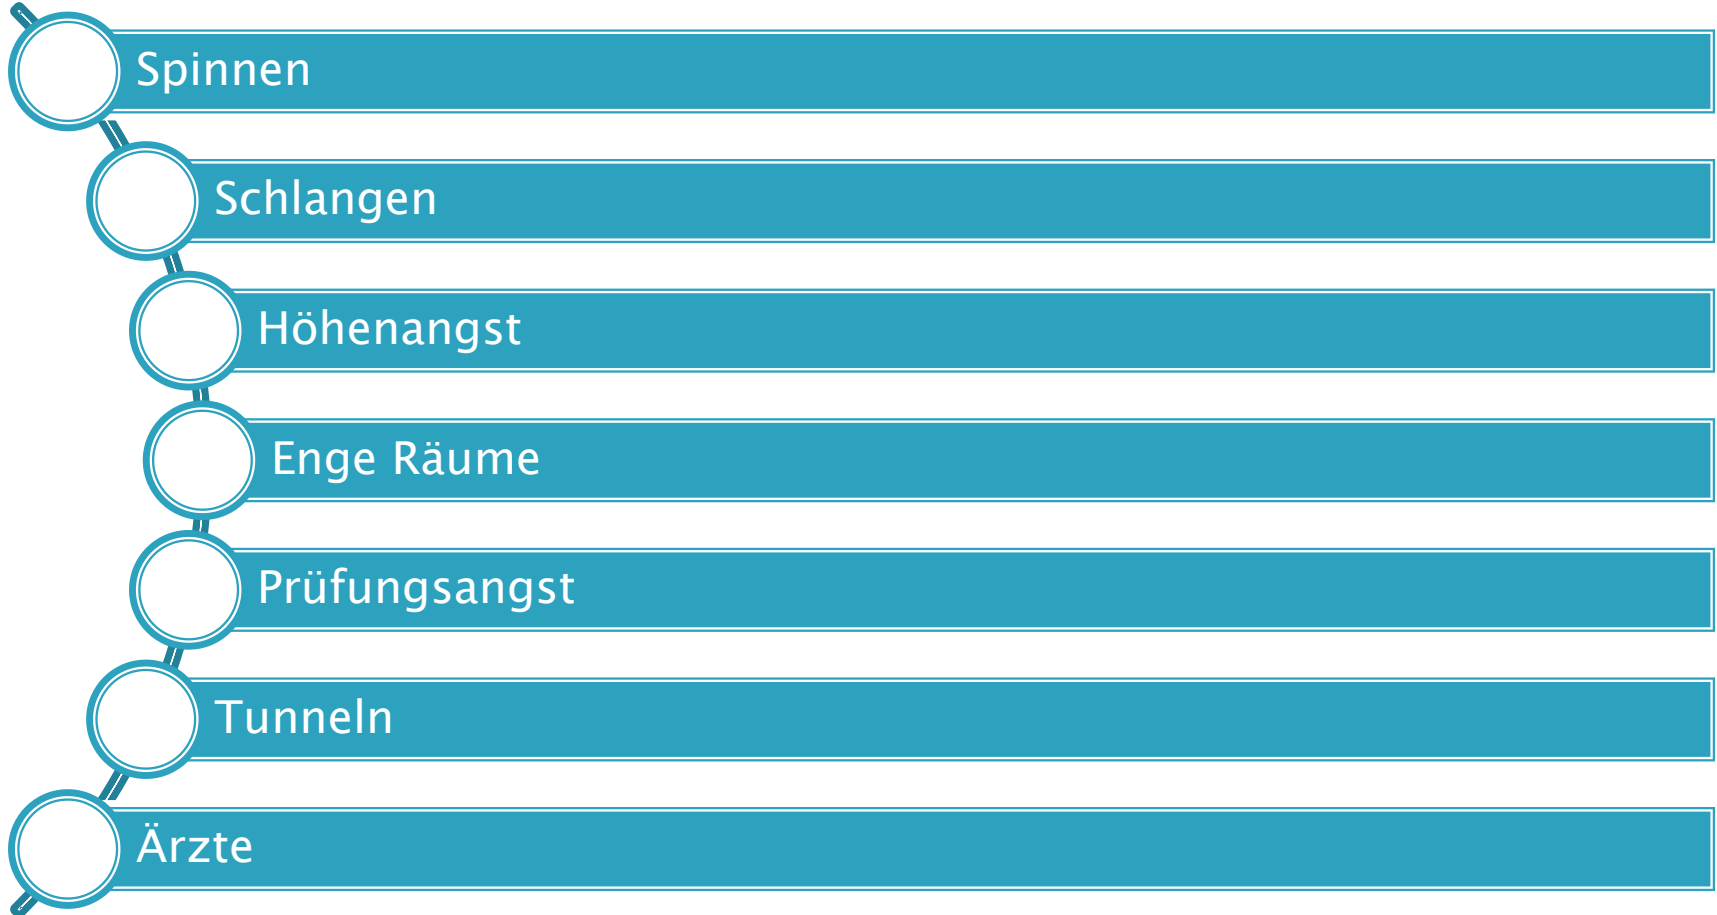 Spinnen
Schlangen
Höhenangst
Enge Räume
Prüfungsangst
Tunneln
Ärzte